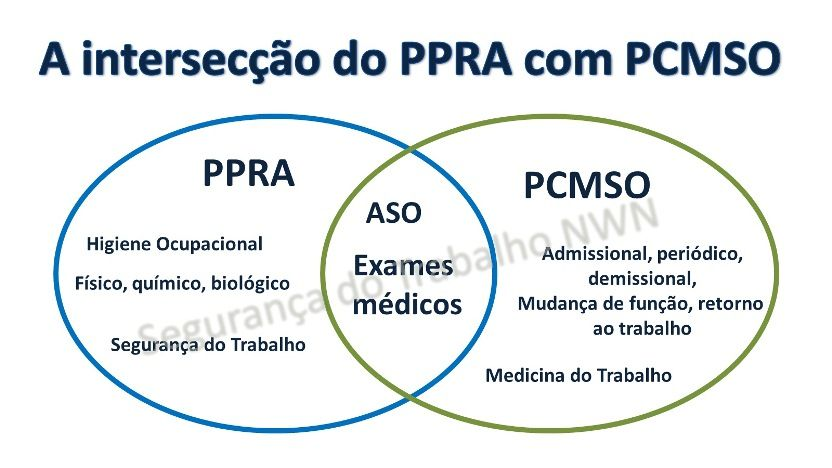 A intersecção do PPRA com PCMSO
PPRA
Higiene Ocupacional
Físico, químico, biológico
Segurança do Trabalho
ASO
Exames
médicos
PCMSO
Admissional, periódico,
demissional,
Mudança de função, retorno
ao trabalho
Medicina do Trabalho
Segurança do Trabalho NWN